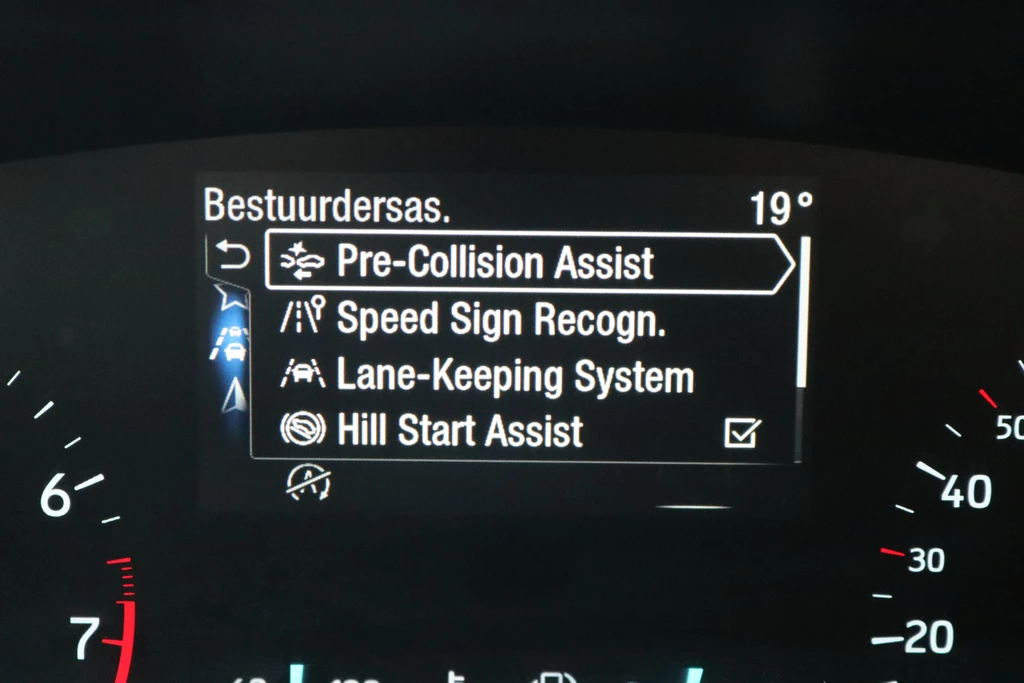 Bestuurdersas. 19°
Pre-Collision Assist
Speed Sign Recogn.
Lane-Keeping System
Hill Start Assist
A
6
7
50
40
30
20